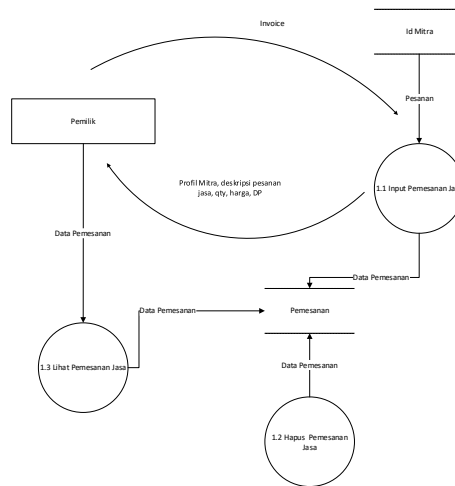 Invoice
Id Mitra
Pesanan
Pemilik
Profil Mitra, deskripsi pesanan
jasa, qty, harga, DP
1.1 Input Pemesanan Jasa
Data Pemesanan
Data Pemesanan
Data Pemesanan
Pemesanan
1.3 Lihat Pemesanan Jasa
Data Pemesanan
1.2 Hapus Pemesanan
Jasa